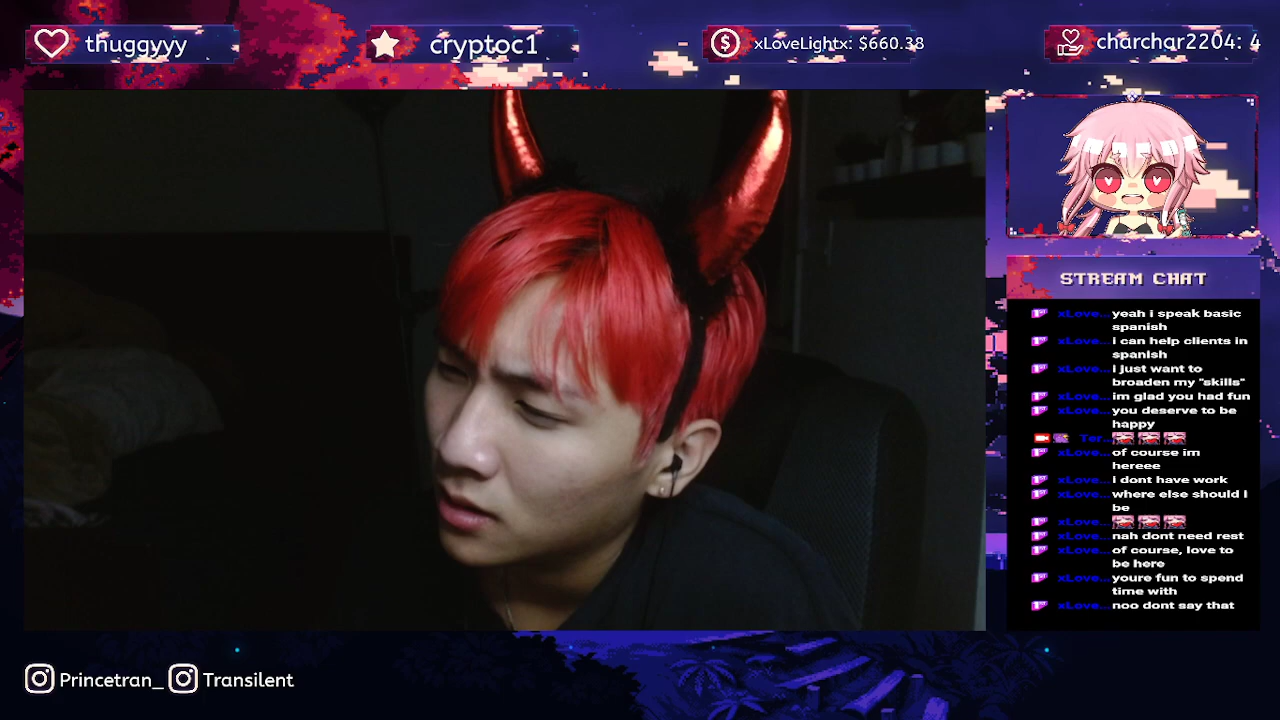 thuggyyy
cryptoc1
xLoveLightx: $660.38
charchar2204: 4
STREAM CHAT
xLove... yeah i speak basic
spanish
xLove... i can help clients in
spanish
xLove... i just want to
broaden my "skills"
xLove... im glad you had fun
xLove... you deserve to be
happy
Tor...
xLove... of course im
hereee
xLove... i dont have work
xLove... where else should i
be
xLove...
xLove... nah dont need rest
xLove... of course, love to
be here
xLove... youre fun to spend
time with
xLove... noo dont say that
Princetran_ Transilent